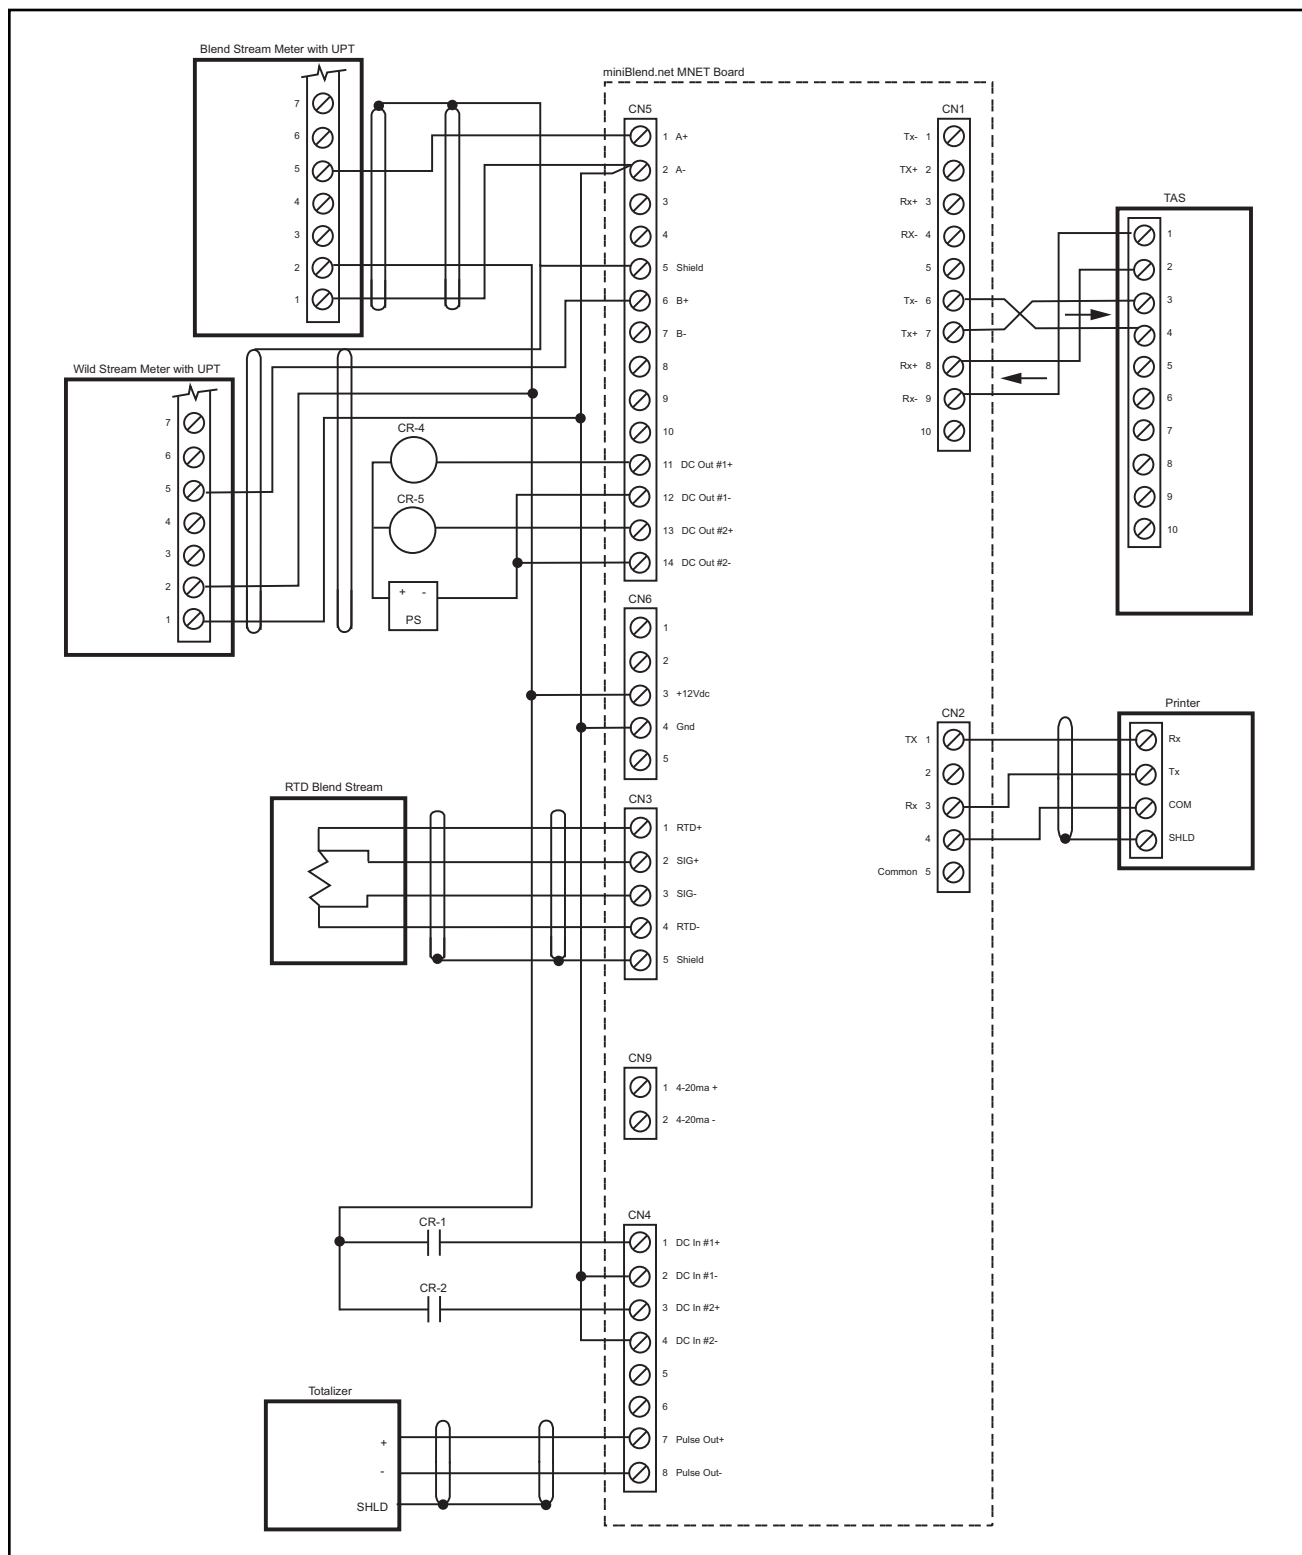 Blend Stream Meter with UPT
7
6
5
4
3
2
1
Wild Stream Meter with UPT
7
6
5
4
3
2
1
miniBlend.net MNET Board
CN5
1 A+
2 A-
3
4
5 Shield
6 B+
7 B-
8
9
10
11 DC Out #1+
12 DC Out #1-
13 DC Out #2+
14 DC Out #2-
CR-4
CR-5
+ -
PS
CN6
1
2
3 +12Vdc
4 Gnd
5
RTD Blend Stream
CN3
1 RTD+
2 SIG+
3 SIG-
4 RTD-
5 Shield
CN9
1 4-20ma +
2 4-20ma -
CR-1
CR-2
CN4
1 DC In #1+
2 DC In #1-
3 DC In #2+
4 DC In #2-
5
6
7 Pulse Out+
8 Pulse Out-
Totalizer
+
-
SHLD
CN1
Tx- 1
TX+ 2
Rx+ 3
RX- 4
5
Tx- 6
Tx+ 7
Rx+ 8
Rx- 9
10
TAS
1
2
3
4
5
6
7
8
9
10
CN2
TX 1
2
Rx 3
4
Common 5
Printer
Rx
Tx
COM
SHLD